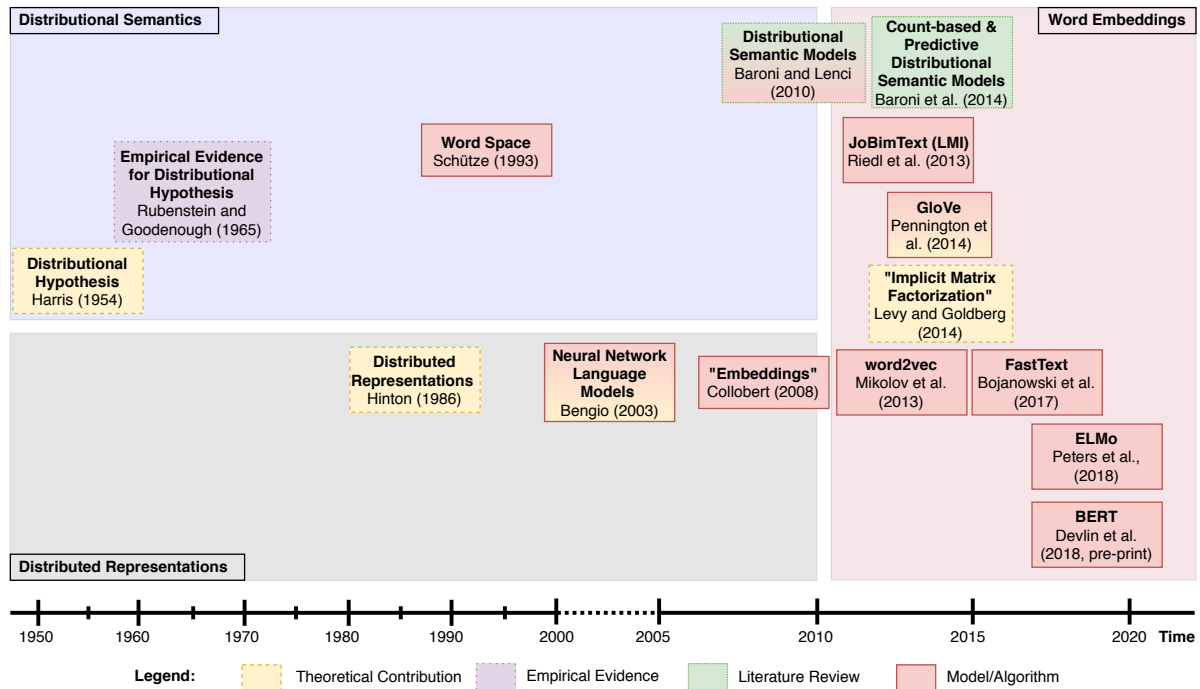 Distributional Semantics
Word Embeddings
Distributional
Semantic Models
Baroni and Lenci
(2010)
Count-based &
Predictive
Distributional
Semantic Models
Baroni et al. (2014)
Word Space
Schütze (1993)
JoBimText (LMI)
Riedl et al. (2013)
Empirical Evidence
for Distributional
Hypothesis
Rubenstein and
Goodenough (1965)
GloVe
Pennington et
al. (2014)
Distributional
Hypothesis
Harris (1954)
"Implicit Matrix
Factorization"
Levy and Goldberg
(2014)
Distributed
Representations
Hinton (1986)
Neural Network
Language
Models
Bengio (2003)
"Embeddings"
Collobert (2008)
word2vec
Mikolov et al.
(2013)
FastText
Bojanowski et al.
(2017)
ELMo
Peters et al.,
(2018)
BERT
Devlin et al.
(2018, pre-print)
Distributed Representations
1950 1960 1970 1980 1990 2000 2005 2010 2015 2020 Time
Legend: Theoretical Contribution Empirical Evidence Literature Review Model/Algorithm